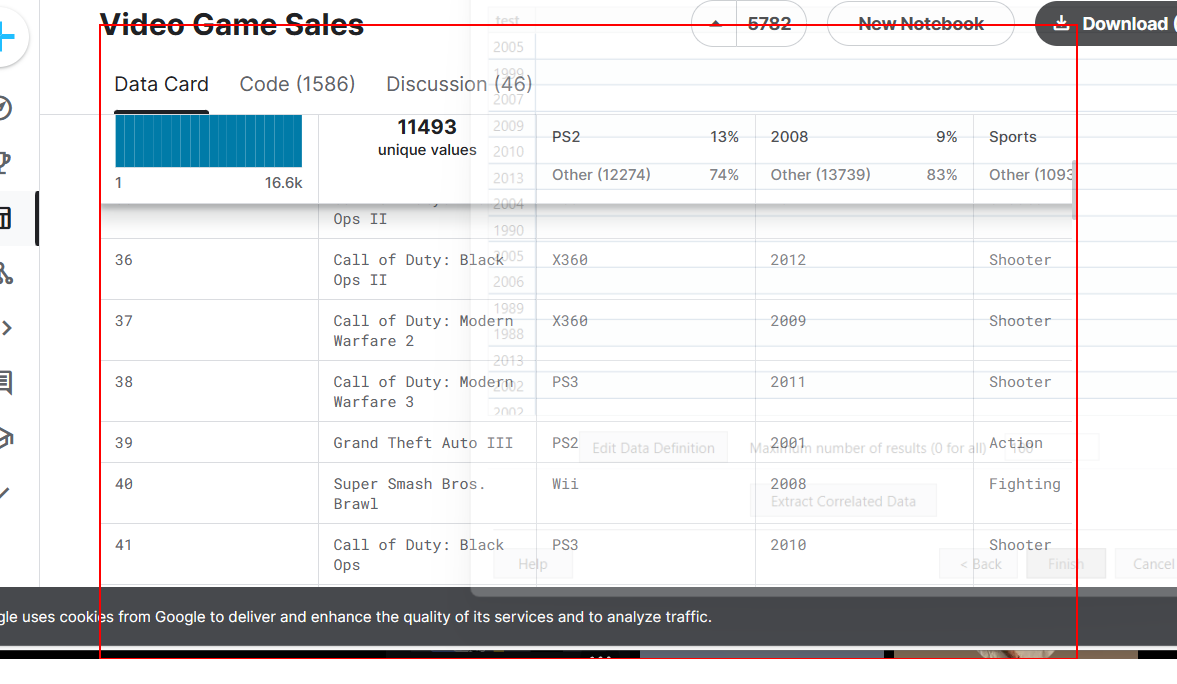 Video Game Sales
5782
New Notebook
Download
Data Card
Code (1586)
Discussion (46)
test
2005
1999
2007
2009
2010
2013
2004
1990
2005
2006
1989
1988
2013
2002
2002
11493
unique values
1
16.6k
PS2 13%
Other (12274) 74%
2008 9%
Other (13739) 83%
Sports
Other (1093
Ops II
36 Call of Duty: Black X360 2012 Shooter
Ops II
37 Call of Duty: Modern X360 2009 Shooter
Warfare 2
38 Call of Duty: Modern PS3 2011 Shooter
Warfare 3
39 Grand Theft Auto III PS2 2001 Action
40 Super Smash Bros. Wii 2008 Fighting
Brawl
41 Call of Duty: Black PS3 2010 Shooter
Ops
Edit Data Definition
Maximum number of results (0 for all)
100
Extract Correlated Data
Help
< Back
Finish
Cancel
gle uses cookies from Google to deliver and enhance the quality of its services and to analyze traffic.